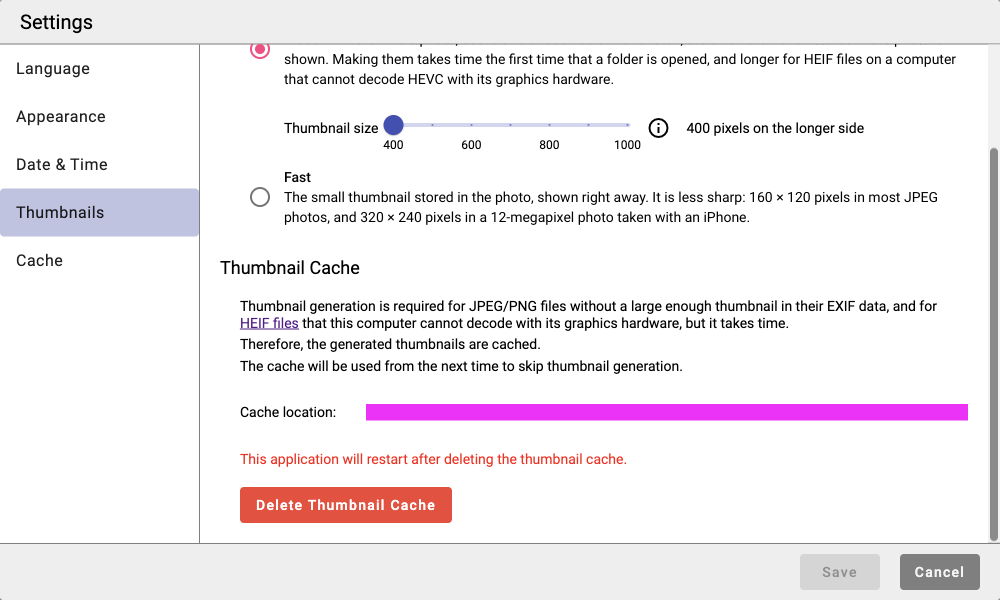 Settings
Language
Appearance
Date & Time
Thumbnails
Cache
shown. Making them takes time the first time that a folder is opened, and longer for HEIF files on a computer
that cannot decode HEVC with its graphics hardware.
Thumbnail size
400 600 800 1000
400 pixels on the longer side
Fast
The small thumbnail stored in the photo, shown right away. It is less sharp: 160 × 120 pixels in most JPEG
photos, and 320 × 240 pixels in a 12-megapixel photo taken with an iPhone.
Thumbnail Cache
Thumbnail generation is required for JPEG/PNG files without a large enough thumbnail in their EXIF data, and for
HEIF files that this computer cannot decode with its graphics hardware, but it takes time.
Therefore, the generated thumbnails are cached.
The cache will be used from the next time to skip thumbnail generation.
Cache location:
This application will restart after deleting the thumbnail cache.
Delete Thumbnail Cache
Save
Cancel